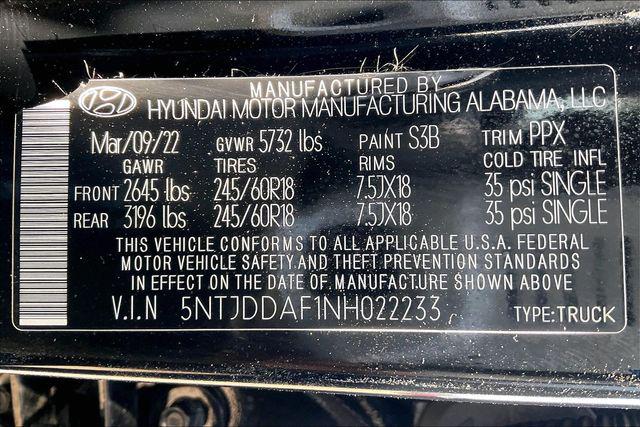 MANUFACTURED BY
HYUNDAI MOTOR MANUFACTURING ALABAMA, LLC
Mar/09/22 GVWR 5732 lbs PAINT S3B TRIM PPX
GAWR TIRES RIMS COLD TIRE INFL
FRONT 2645 lbs 245/60R18 7.5JX18 35 psi SINGLE
REAR 3196 lbs 245/60R18 7.5JX18 35 psi SINGLE
THIS VEHICLE CONFORMS TO ALL APPLICABLE U.S.A. FEDERAL
MOTOR VEHICLE SAFETY AND THEFT PREVENTION STANDARDS
IN EFFECT ON THE DATE OF MANUFACTURE SHOWN ABOVE
V.I.N 5NTJDDAF1NH022233 TYPE:TRUCK